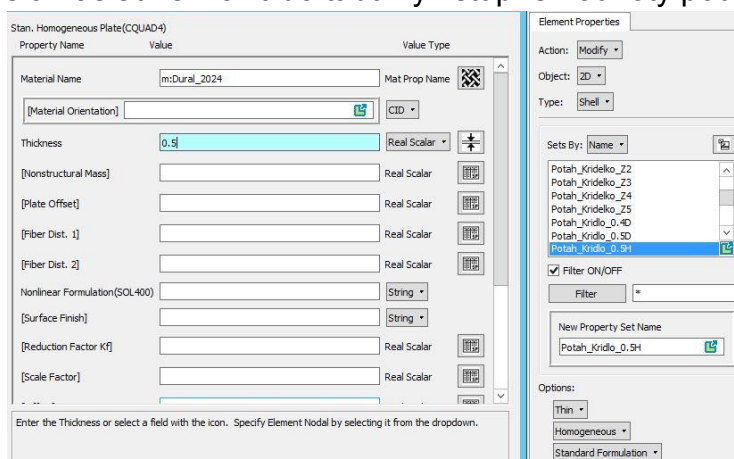 Stan. Homogeneous Plate(CQUAD4)
Property Name Value Value Type
Material Name m:Dural_2024 Mat Prop Name
[Material Orientation] CID
Thickness 0.5 Real Scalar
[Nonstructural Mass] Real Scalar
[Plate Offset] Real Scalar
[Fiber Dist. 1] Real Scalar
[Fiber Dist. 2] Real Scalar
Nonlinear Formulation(SOL400) String
[Surface Finish] String
[Reduction Factor Kf] Real Scalar
[Scale Factor] Real Scalar
Enter the Thickness or select a field with the icon. Specify Element Nodal by selecting it from the dropdown.
Element Properties
Action: Modify
Object: 2D
Type: Shell
Sets By: Name
Potah_Kridelko_Z2
Potah_Kridelko_Z3
Potah_Kridelko_Z4
Potah_Kridelko_Z5
Potah_Kridlo_0.4D
Potah_Kridlo_0.5D
Potah_Kridlo_0.5H
Filter ON/OFF
Filter *
New Property Set Name
Potah_Kridlo_0.5H
Options:
Thin
Homogeneous
Standard Formulation